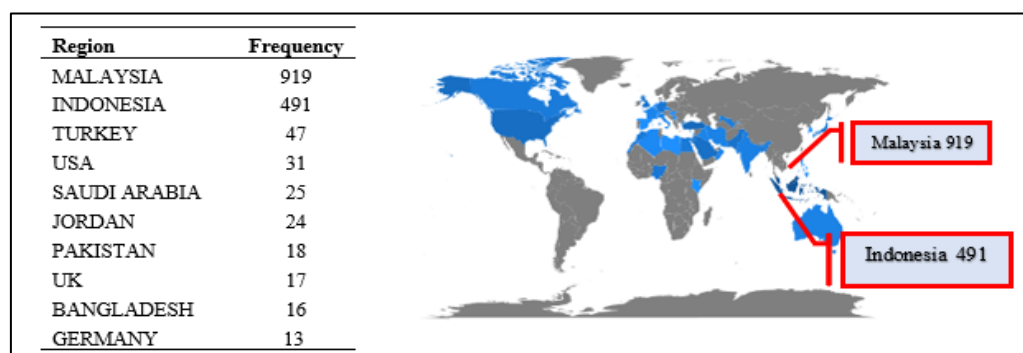 Region Frequency
MALAYSIA 919
INDONESIA 491
TURKEY 47
USA 31
SAUDI ARABIA 25
JORDAN 24
PAKISTAN 18
UK 17
BANGLADESH 16
GERMANY 13
Malaysia 919
Indonesia 491